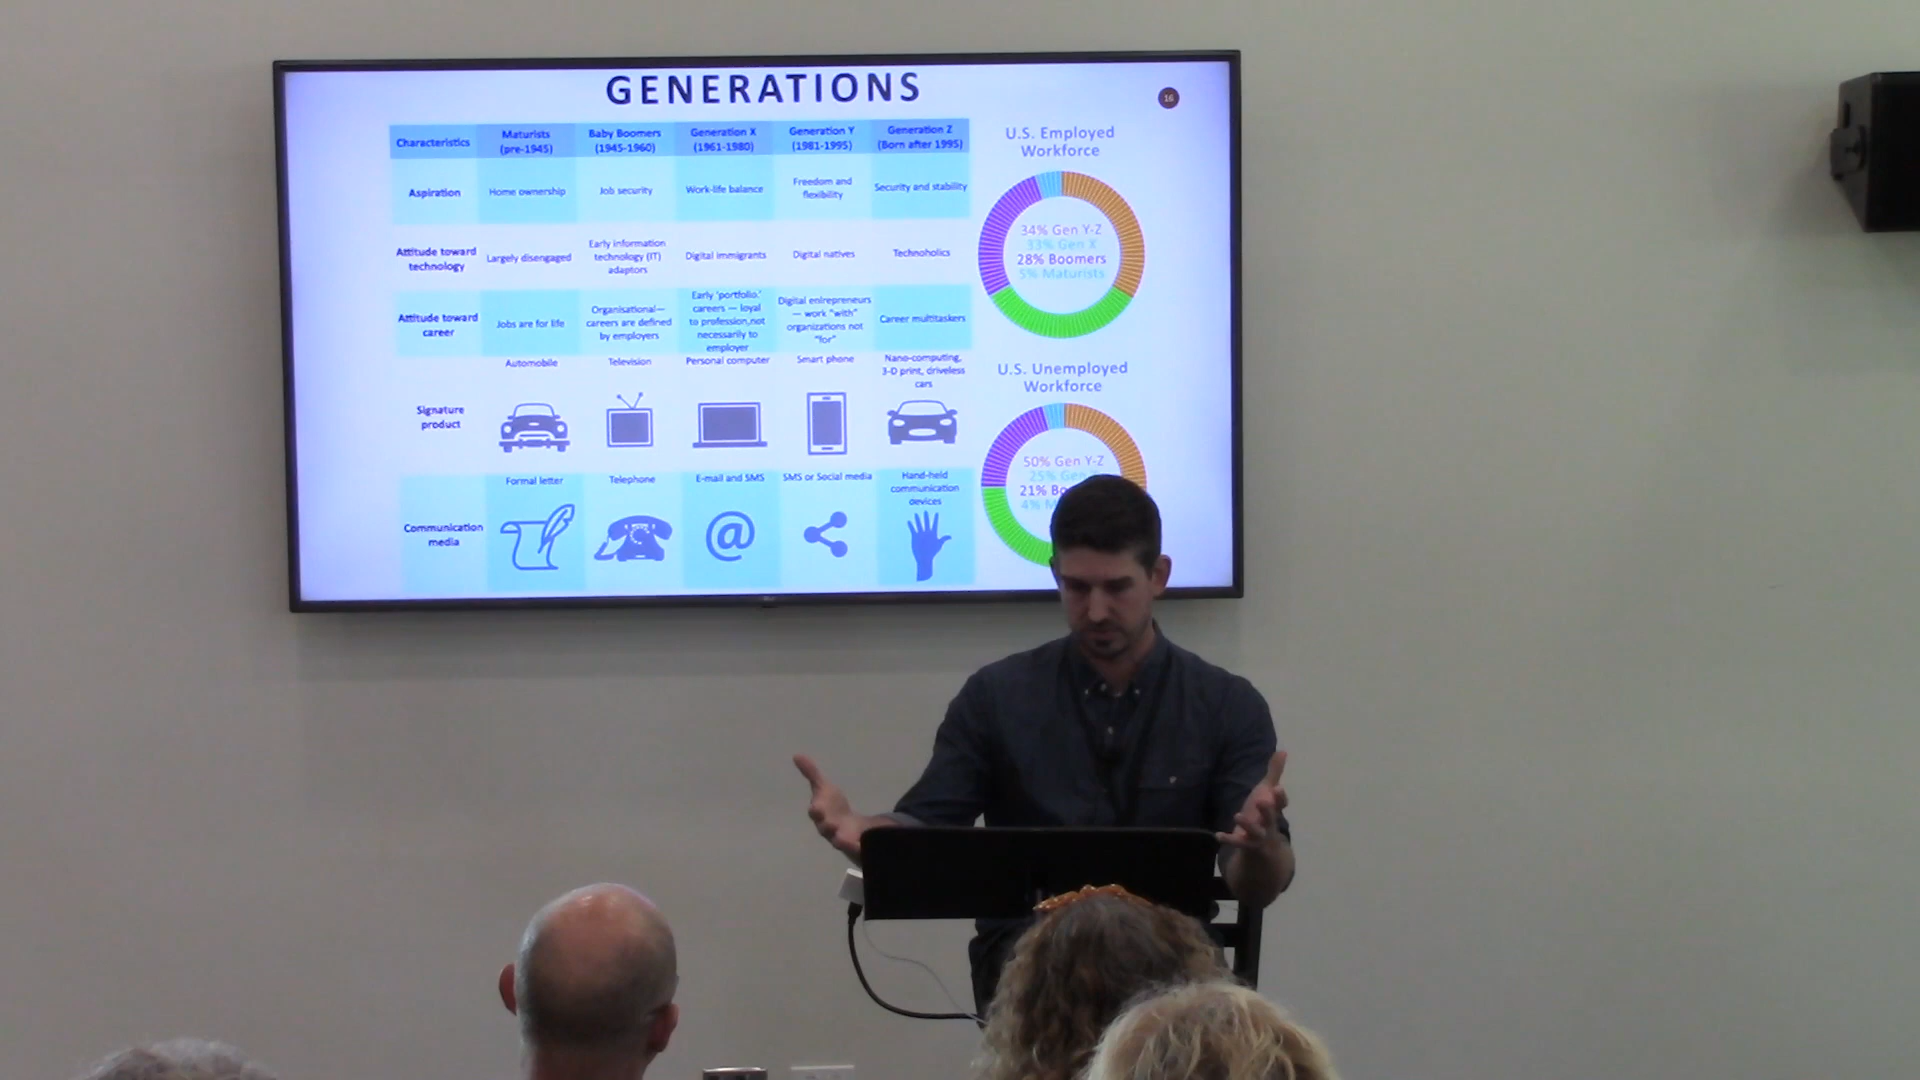 GENERATIONS
16
Characteristics
Maturists
(pre-1945)
Baby Boomers
(1945-1960)
Generation X
(1961-1980)
Generation Y
(1981-1995)
Generation Z
(Born after 1995)
Aspiration
Home ownership
Job security
Work-life balance
Freedom and
flexibility
Security and stability
Attitude toward
technology
Largely disengaged
Early information
technology (IT)
adaptors
Digital immigrants
Digital natives
Technoholics
Attitude toward
career
Jobs are for life
Organisational—
careers are defined
by employers
Early 'portfolio.'
careers — loyal
to profession,not
necessarily to
employer
Digital enirepreneurs
— work "with"
organizations not
"for"
Career multitaskers
Signature
product
Automobile
Television
Personal computer
Smart phone
Nano-computing,
3-D print, driveless
cars
Communication
media
Formal letter
Telephone
E-mail and SMS
@
SMS or Social media
Hand-held
communication
devices
U.S. Employed
Workforce
34% Gen Y-Z
33% Gen X
28% Boomers
5% Maturists
U.S. Unemployed
Workforce
50% Gen Y-Z
25% Gen
21% Bo
4% M